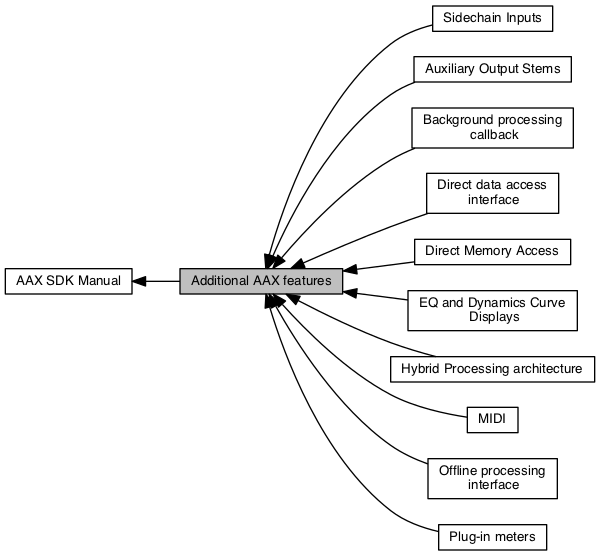 Sidechain Inputs
Auxiliary Output Stems
Background processing
callback
Direct data access
interface
Direct Memory Access
AAX SDK Manual
Additional AAX features
EQ and Dynamics Curve
Displays
Hybrid Processing architecture
MIDI
Offline processing
interface
Plug-in meters